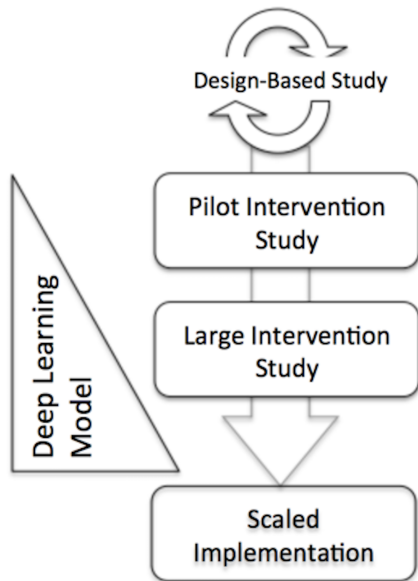 Design-Based Study
Pilot Intervention
Study
Large Intervention
Study
Deep Learning
Model
Scaled
Implementation